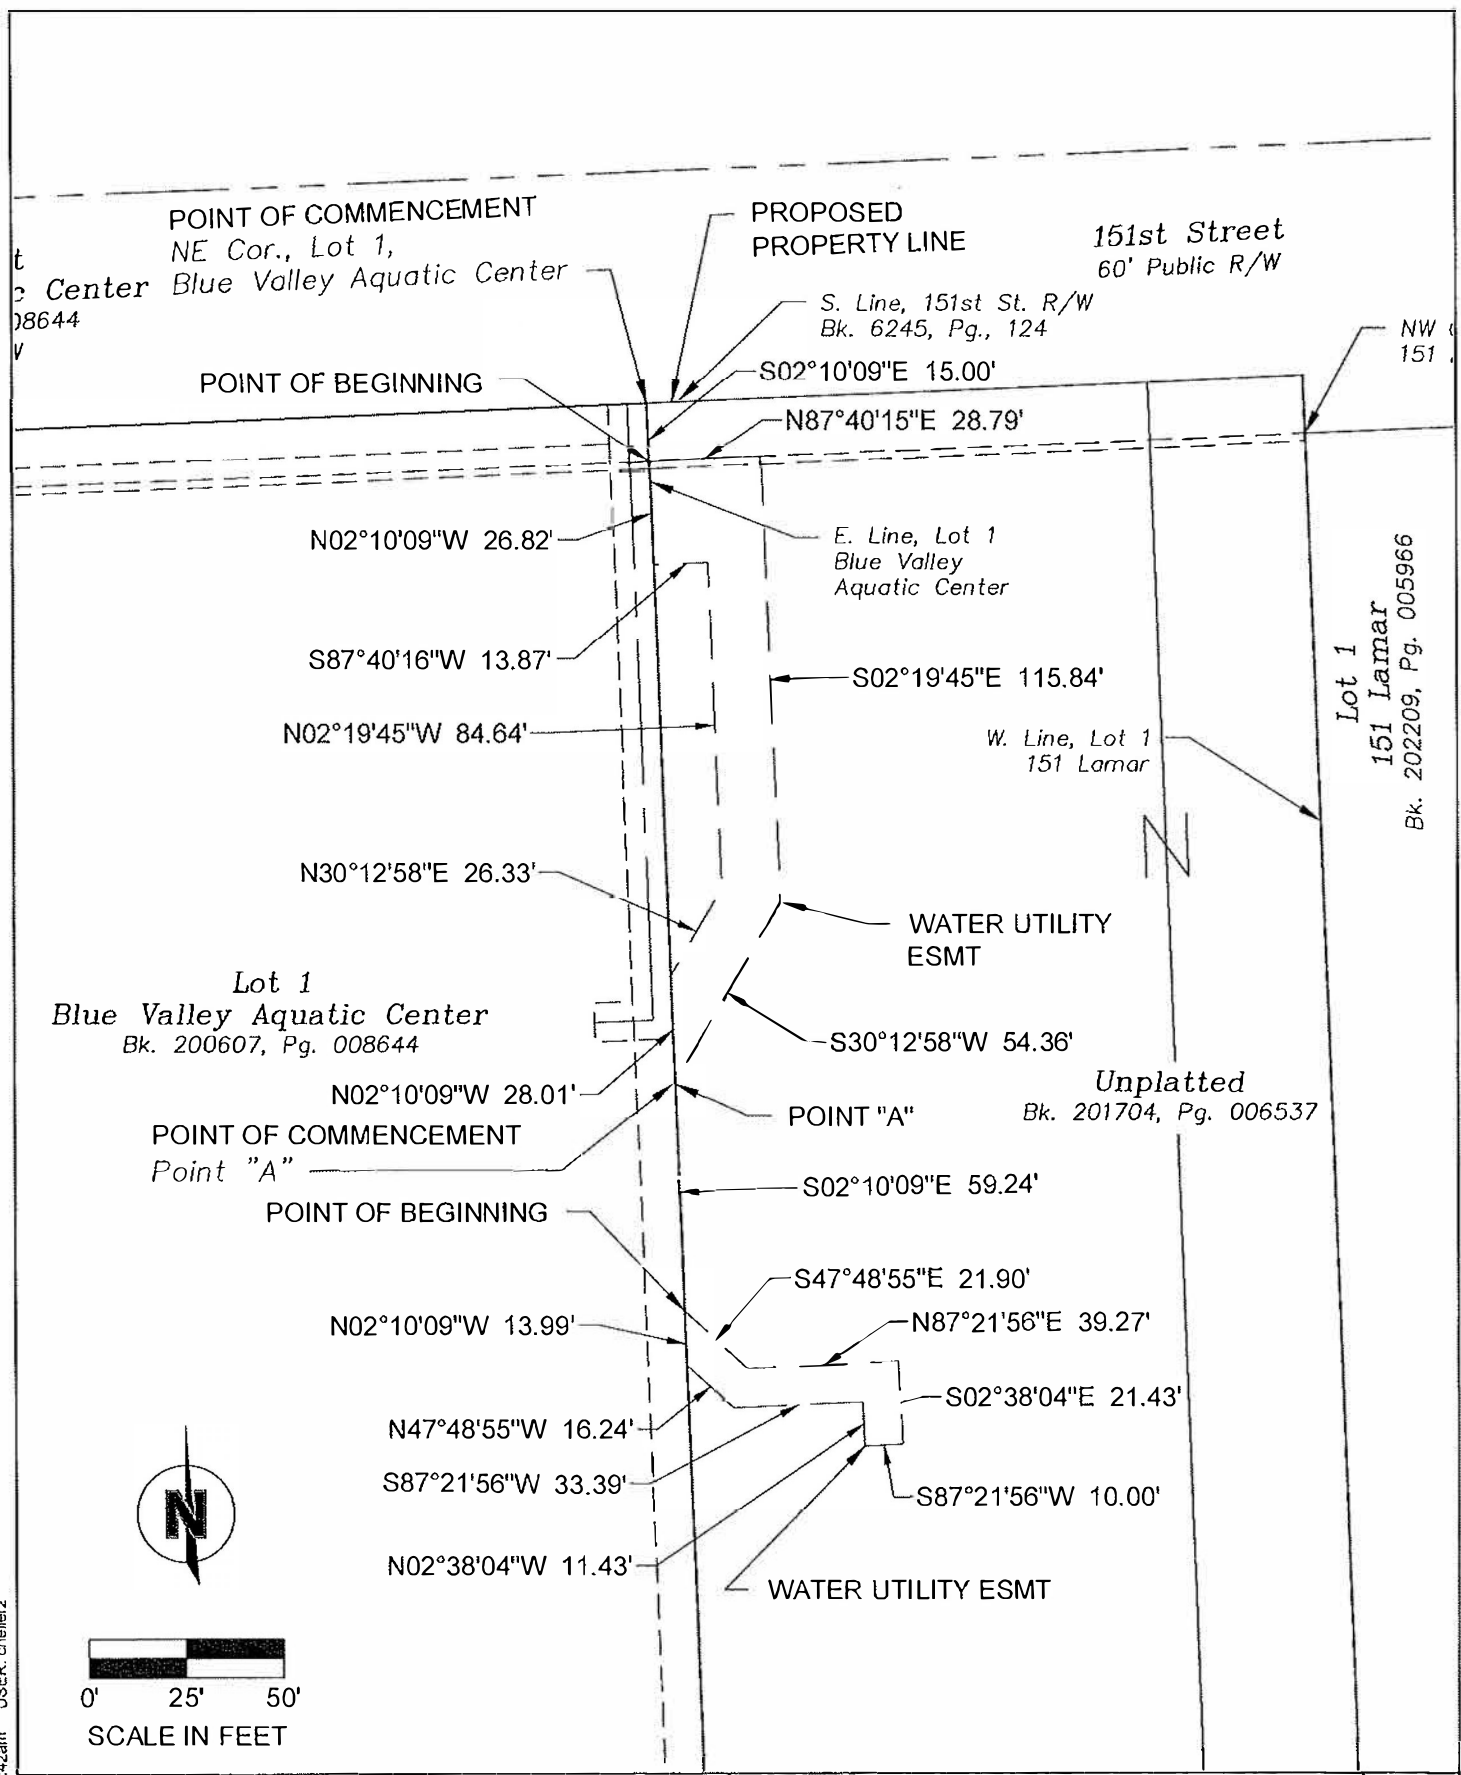 POINT OF COMMENCEMENT
NE Cor., Lot 1,
Blue Valley Aquatic Center
t
c Center
08644
PROPOSED
PROPERTY LINE
151st Street
60' Public R/W
S. Line, 151st St. R/W
Bk. 6245, Pg., 124
NW
151
POINT OF BEGINNING
S02°10'09"E 15.00'
N87°40'15"E 28.79'
N02°10'09"W 26.82'
E. Line, Lot 1
Blue Valley
Aquatic Center
S87°40'16"W 13.87'
S02°19'45"E 115.84'
N02°19'45"W 84.64'
W. Line, Lot 1
151 Lamar
Lot 1
151 Lamar
Bk. 202209, Pg. 005966
N
N30°12'58"E 26.33'
WATER UTILITY
ESMT
Lot 1
Blue Valley Aquatic Center
Bk. 200607, Pg. 008644
S30°12'58"W 54.36'
N02°10'09"W 28.01'
Unplatted
Bk. 201704, Pg. 006537
POINT "A"
POINT OF COMMENCEMENT
Point "A"
S02°10'09"E 59.24'
POINT OF BEGINNING
S47°48'55"E 21.90'
N02°10'09"W 13.99'
N87°21'56"E 39.27'
S02°38'04"E 21.43'
N47°48'55"W 16.24'
S87°21'56"W 33.39'
S87°21'56"W 10.00'
N02°38'04"W 11.43'
WATER UTILITY ESMT
N
0' 25' 50'
SCALE IN FEET